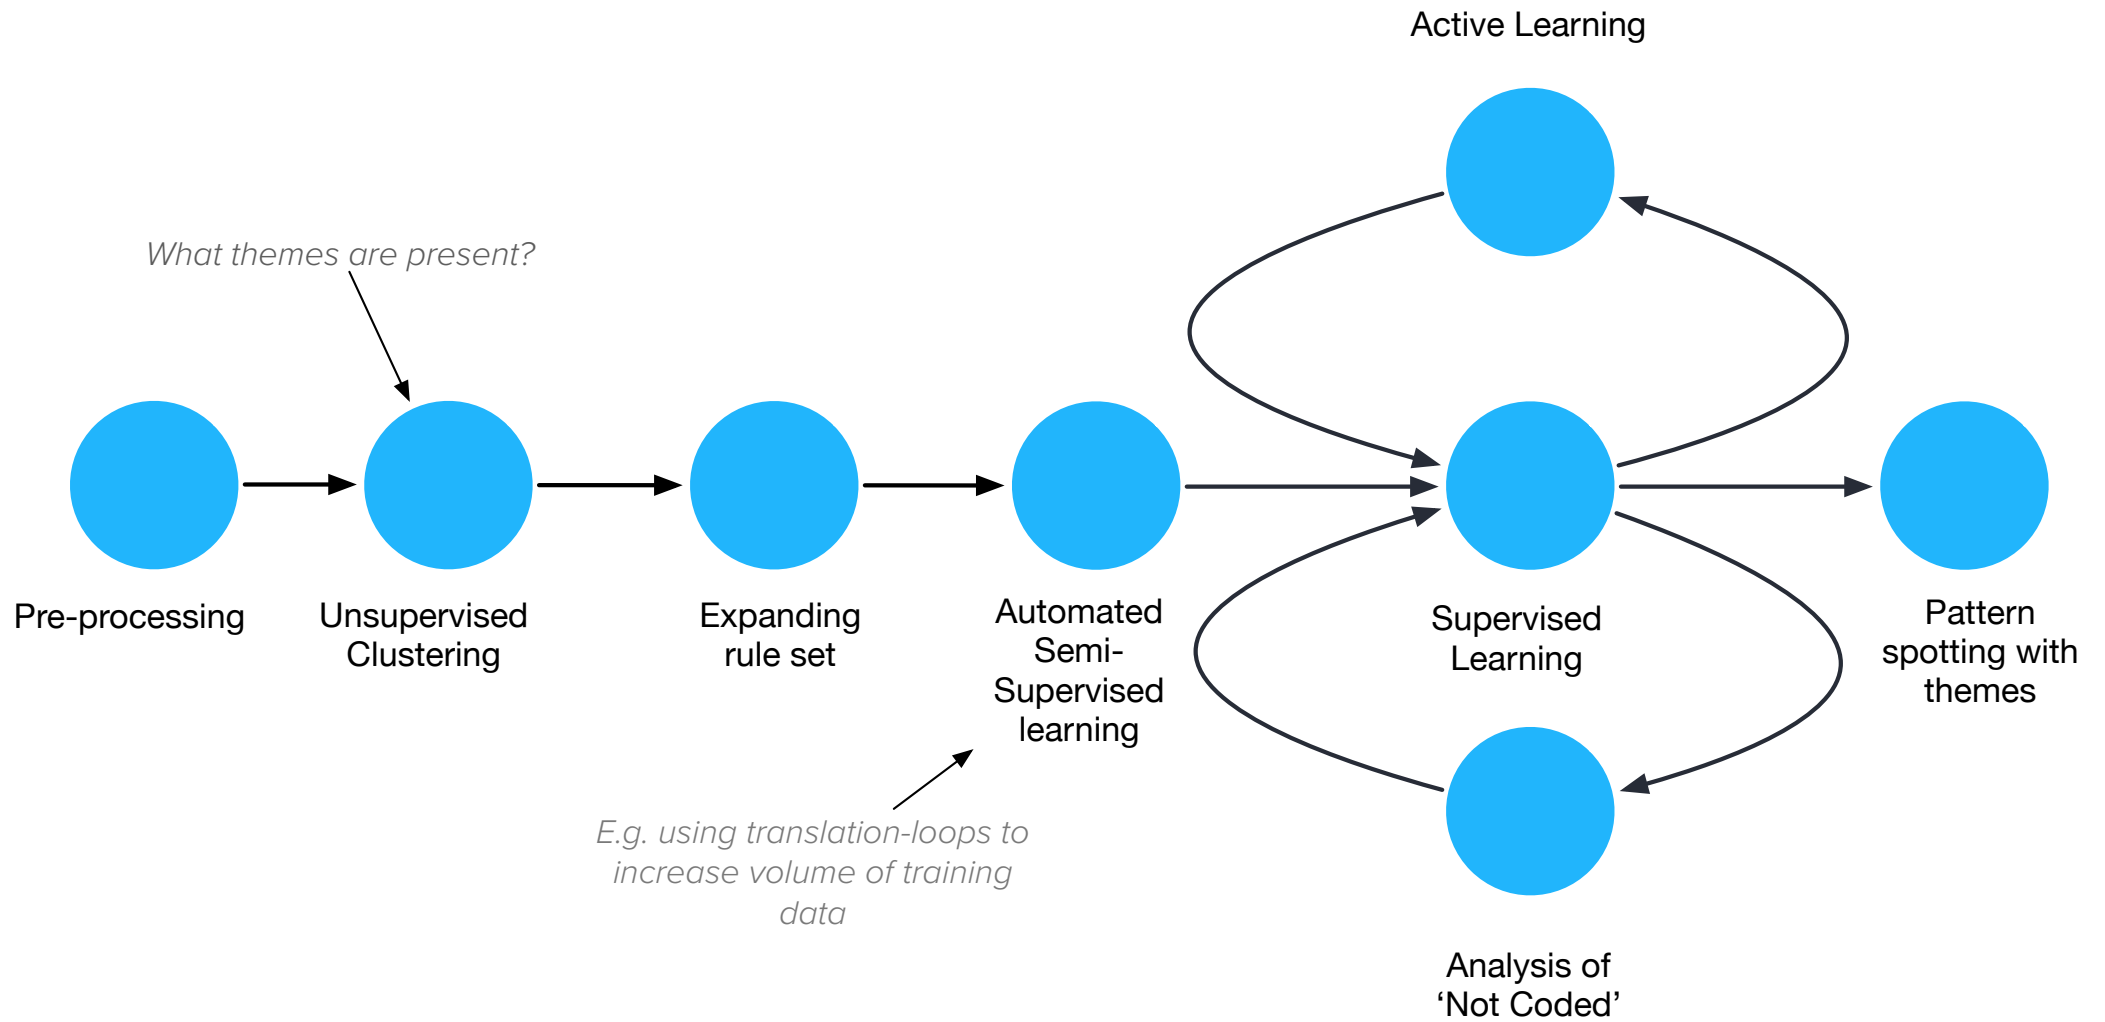 Active Learning
What themes are present?
Pre-processing
Unsupervised
Clustering
Expanding
rule set
Automated
Semi-
Supervised
learning
Supervised
Learning
Pattern
spotting with
themes
E.g. using translation-loops to
increase volume of training
data
Analysis of
‘Not Coded’